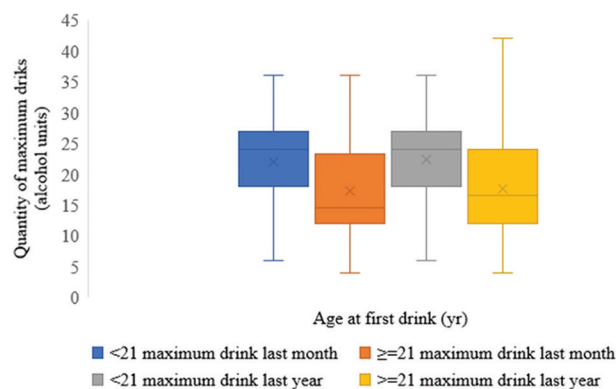 Quantity of maximum driks
(alcohol units)
45
40
35
30
25
20
15
10
5
0
Age at first drink (yr)
<21 maximum drink last month
≥=21 maximum drink last month
<21 maximum drink last year
>=21 maximum drink last year